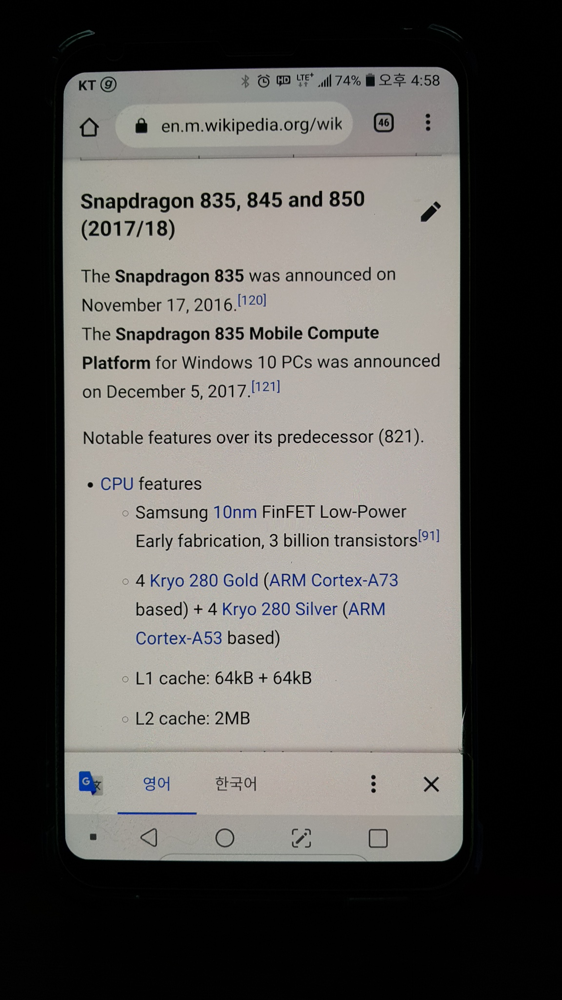 KT g LTE+ 74% 오후 4:58
en.m.wikipedia.org/wik 46
Snapdragon 835, 845 and 850
(2017/18)
The Snapdragon 835 was announced on
November 17, 2016.[120]
The Snapdragon 835 Mobile Compute
Platform for Windows 10 PCs was announced
on December 5, 2017.[121]
Notable features over its predecessor (821).
• CPU features
○ Samsung 10nm FinFET Low-Power
Early fabrication, 3 billion transistors[91]
○ 4 Kryo 280 Gold (ARM Cortex-A73
based) + 4 Kryo 280 Silver (ARM
Cortex-A53 based)
○ L1 cache: 64kB + 64kB
○ L2 cache: 2MB
G 文 영어 한국어